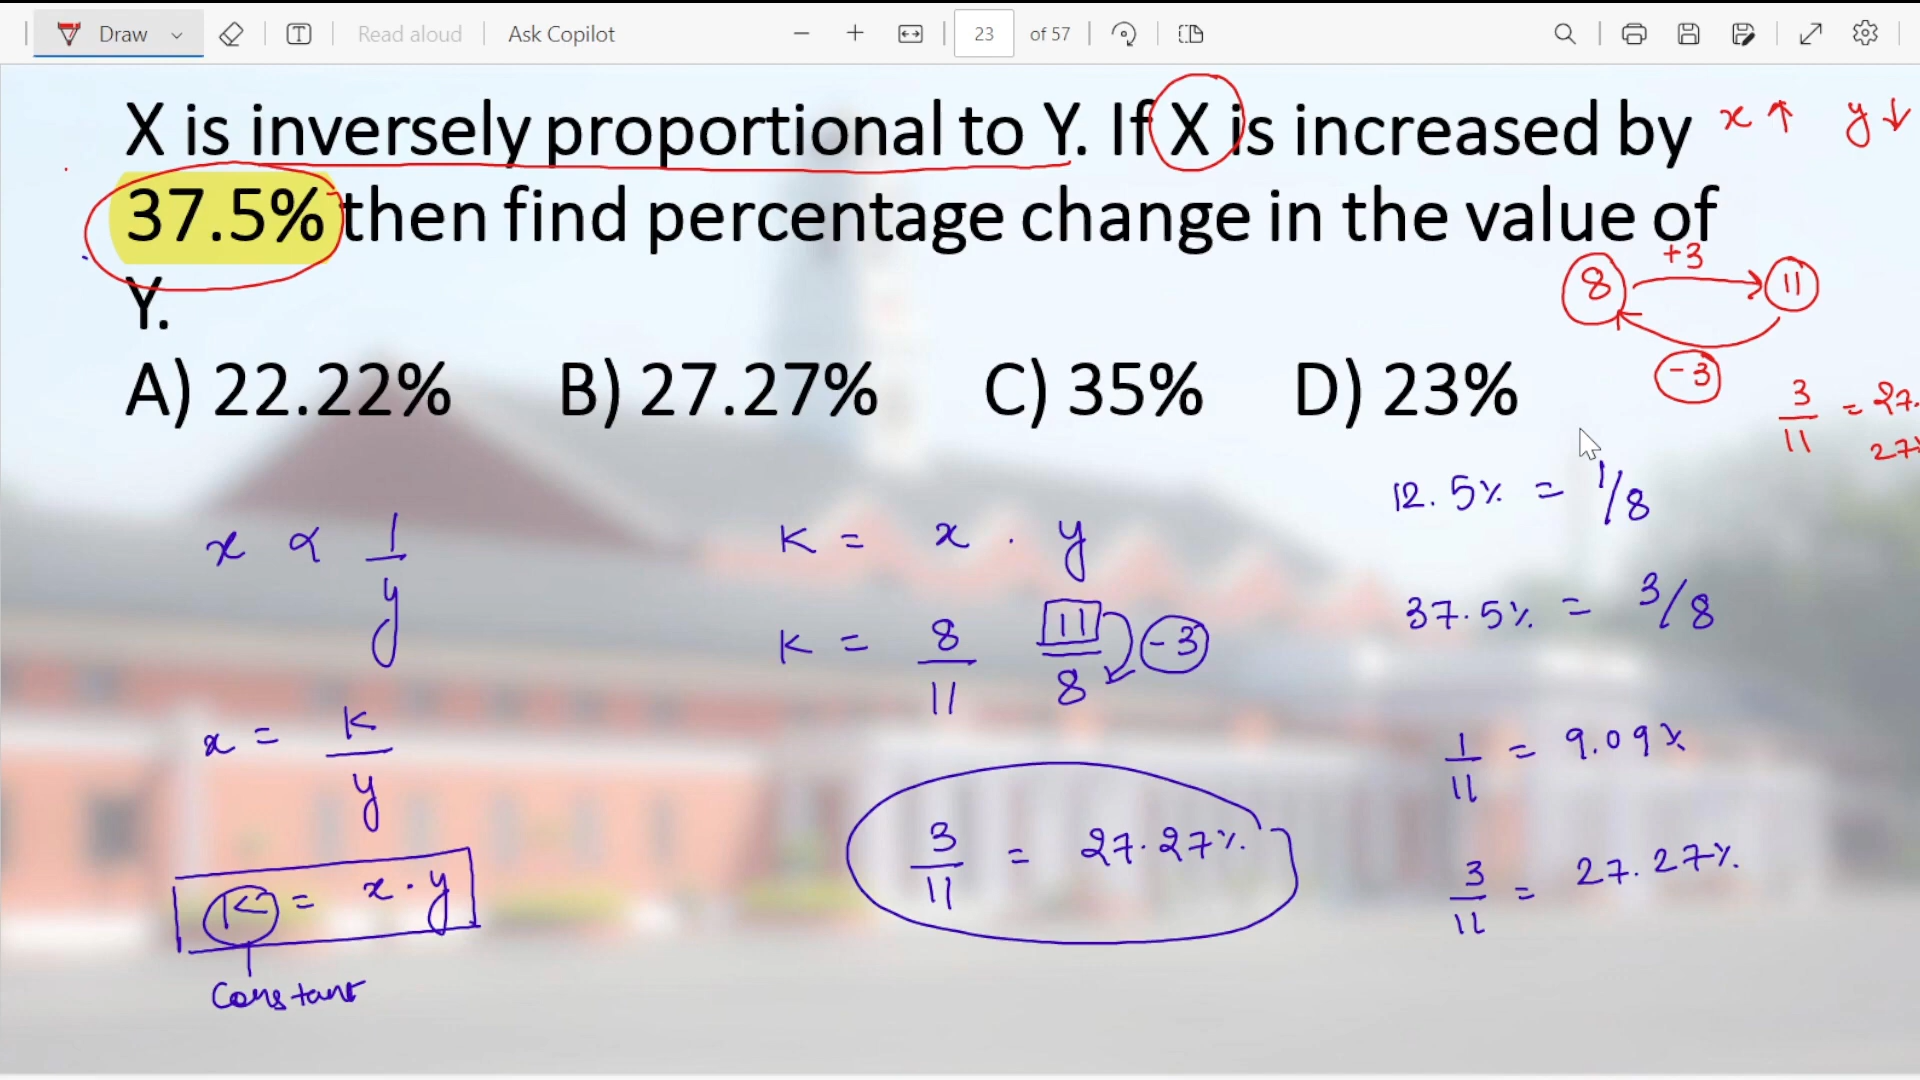 Draw
Read aloud
Ask Copilot
23 of 57
X is inversely proportional to Y. If X is increased by
x ↑ y ↓
37.5% then find percentage change in the value of
Y.
8 +3 11
-3
A) 22.22% B) 27.27% C) 35% D) 23%
3/11 = 27.
27%
12.5% = 1/8
37.5% = 3/8
1/11 = 9.09%
3/11 = 27.27%
x ∝ 1/y
x = K/y
K = x . y
Constant
K = x . y
K = 8/11 11/8 -3
3/11 = 27.27%